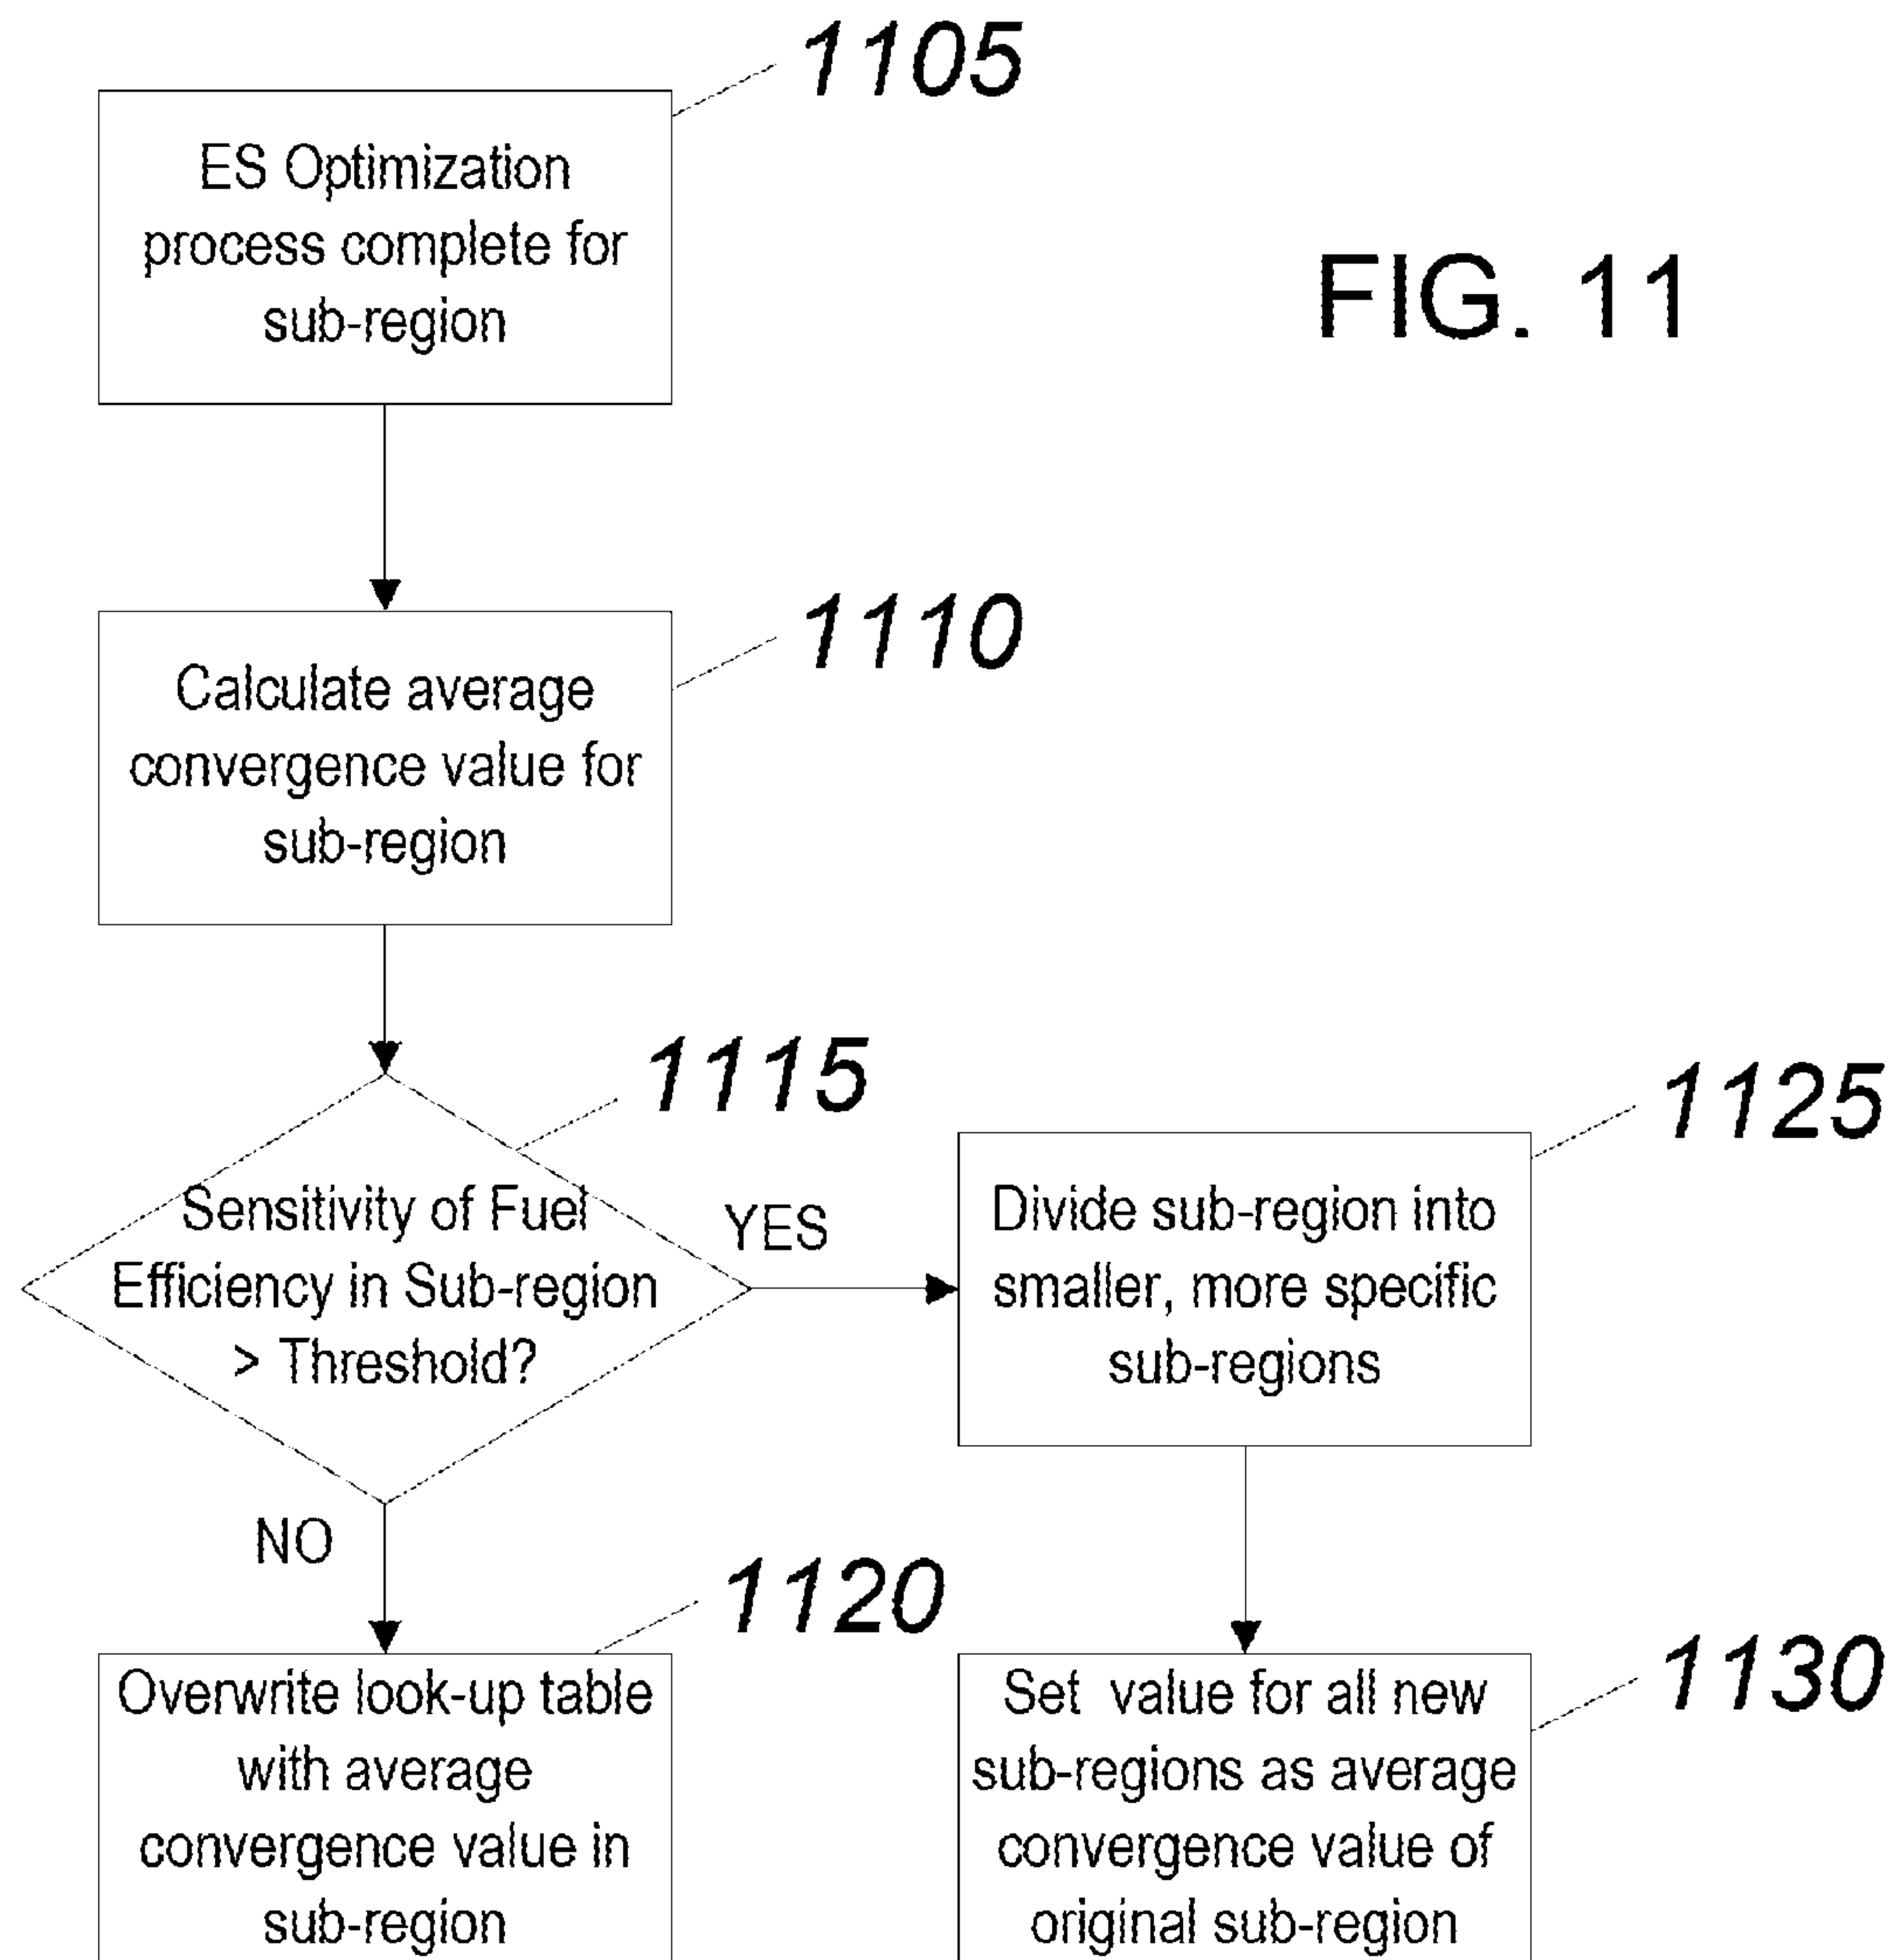 1105
ES Optimization
process complete for
sub-region
FIG. 11
1110
Calculate average
convergence value for
sub-region
1115
Sensitivity of Fuel
Efficiency in Sub-region
> Threshold?
YES
NO
1125
Divide sub-region into
smaller, more specific
sub-regions
1120
Overwrite look-up table
with average
convergence value in
sub-region
1130
Set value for all new
sub-regions as average
convergence value of
original sub-region